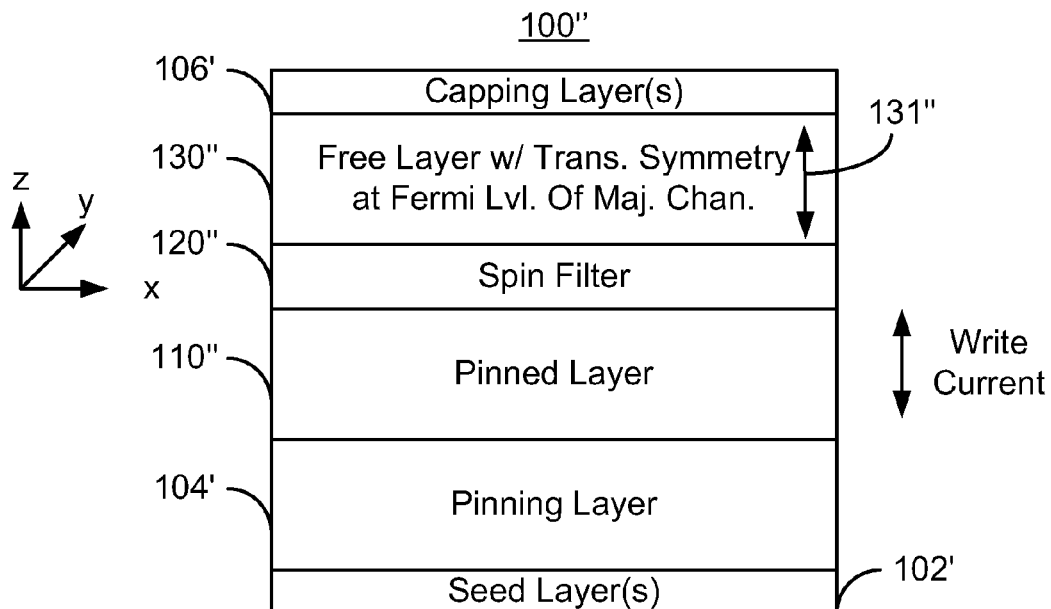 100"
106'
Capping Layer(s)
131"
130"
Free Layer w/ Trans. Symmetry
at Fermi Lvl. Of Maj. Chan.
z
y
x
120"
Spin Filter
110"
Pinned Layer
Write
Current
104'
Pinning Layer
102'
Seed Layer(s)